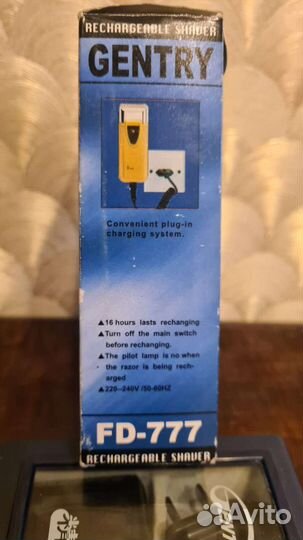 RECHARGEABLE SHAVER
GENTRY
Convenient plug-in
charging system.
▲16 hours lasts rechanging
▲Turn off the main switch
before rechanging.
▲The pilot lamp is no when
the razor is being rech-
arged
▲220--240V /50-60HZ
FD-777
RECHARGEABLE SHAVER
Avito